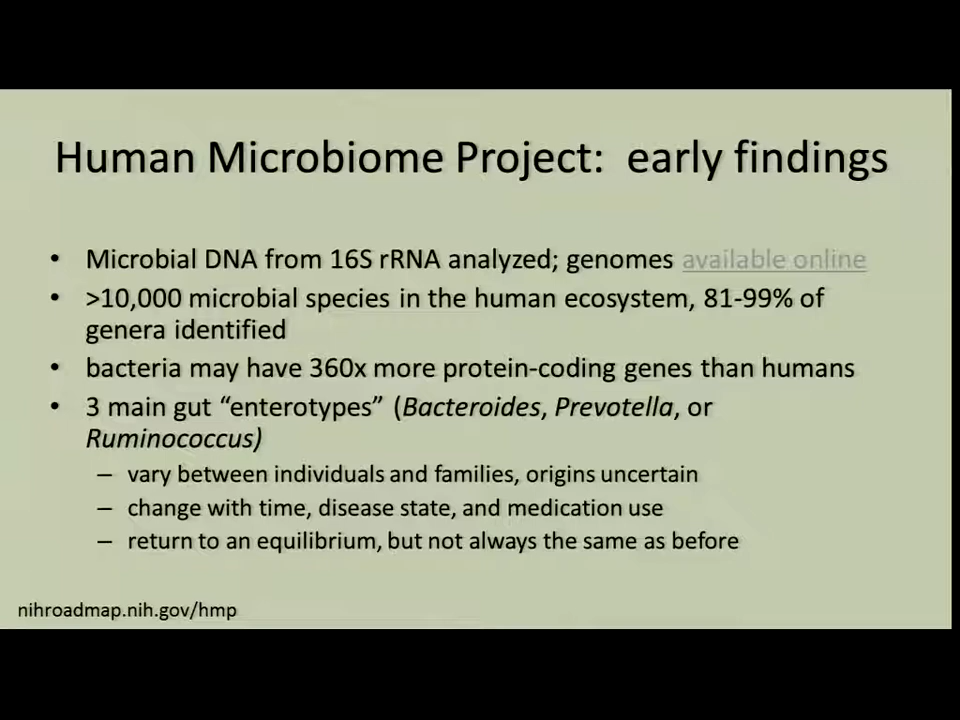 Human Microbiome Project:  early findings
• Microbial DNA from 16S rRNA analyzed; genomes available online
• >10,000 microbial species in the human ecosystem, 81-99% of
genera identified
• bacteria may have 360x more protein-coding genes than humans
• 3 main gut “enterotypes” (Bacteroides, Prevotella, or
Ruminococcus)
– vary between individuals and families, origins uncertain
– change with time, disease state, and medication use
– return to an equilibrium, but not always the same as before
nihroadmap.nih.gov/hmp